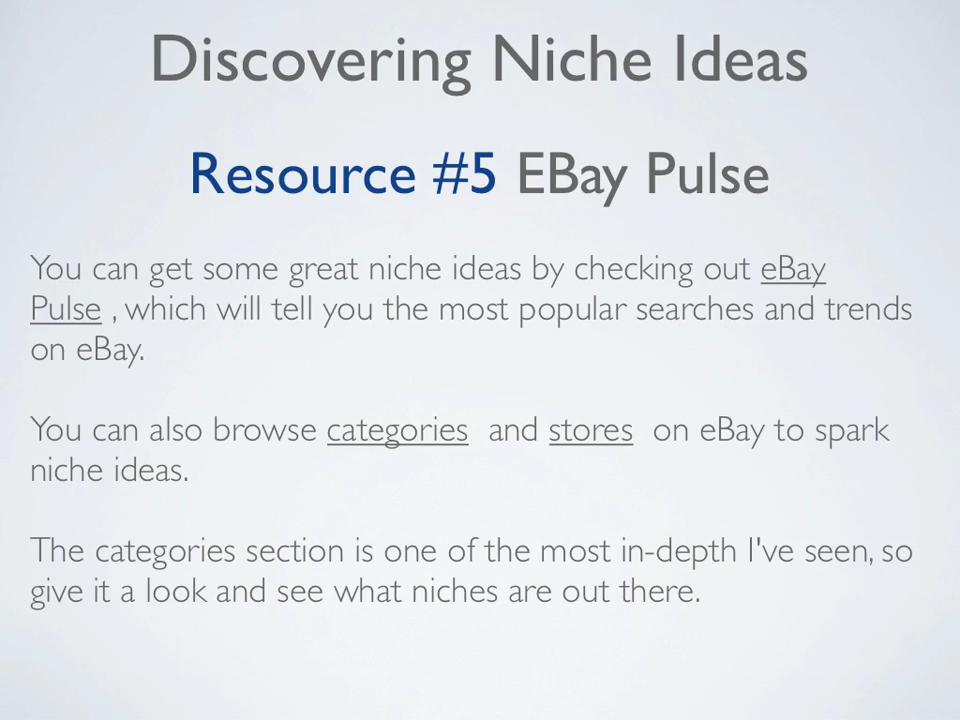 Discovering Niche Ideas
Resource #5 EBay Pulse
You can get some great niche ideas by checking out eBay
Pulse , which will tell you the most popular searches and trends
on eBay.
You can also browse categories  and stores  on eBay to spark
niche ideas.
The categories section is one of the most in-depth I've seen, so
give it a look and see what niches are out there.